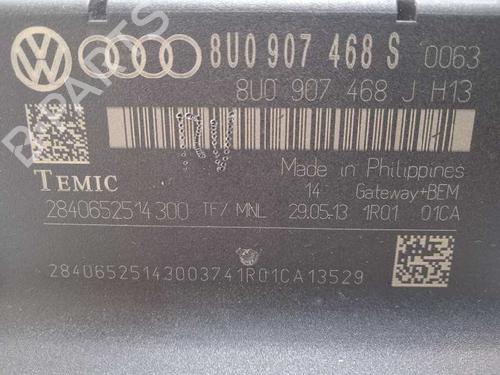 8U0 907 468 S 0063
8U0 907 468 J H13
TEMIC
Made in Philippines
14 Gateway+BEM
2840652514300 TF/ MNL 29.05.13 1R01 01CA
28406525143003741R01CA13529
B-PARTS